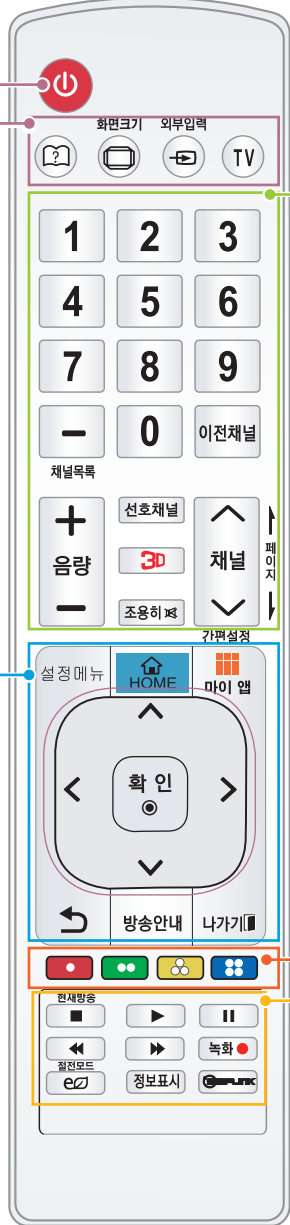 화면크기 외부입력
? TV
1 2 3
4 5 6
7 8 9
− 0 이전채널
채널목록
선호채널
+ 음량 −
3D
채널
페이지
조용히
간편설정
설정메뉴 HOME 마이 앱
확인
방송안내 나가기
현재방송
녹화
절전모드
정보표시